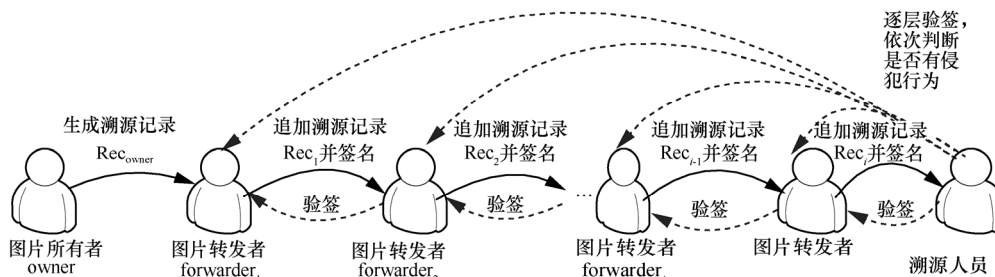 逐层验签，
依次判断
是否有侵
犯行为
生成溯源记录
Rec_owner
追加溯源记录
Rec_1并签名
追加溯源记录
Rec_2并签名
追加溯源记录
Rec_{i-1}并签名
追加溯源记录
Rec_i并签名
验签
验签
...
验签
验签
图片所有者
owner
图片转发者
forwarder
图片转发者
forwarder
图片转发者
forwarder
图片转发者
溯源人员